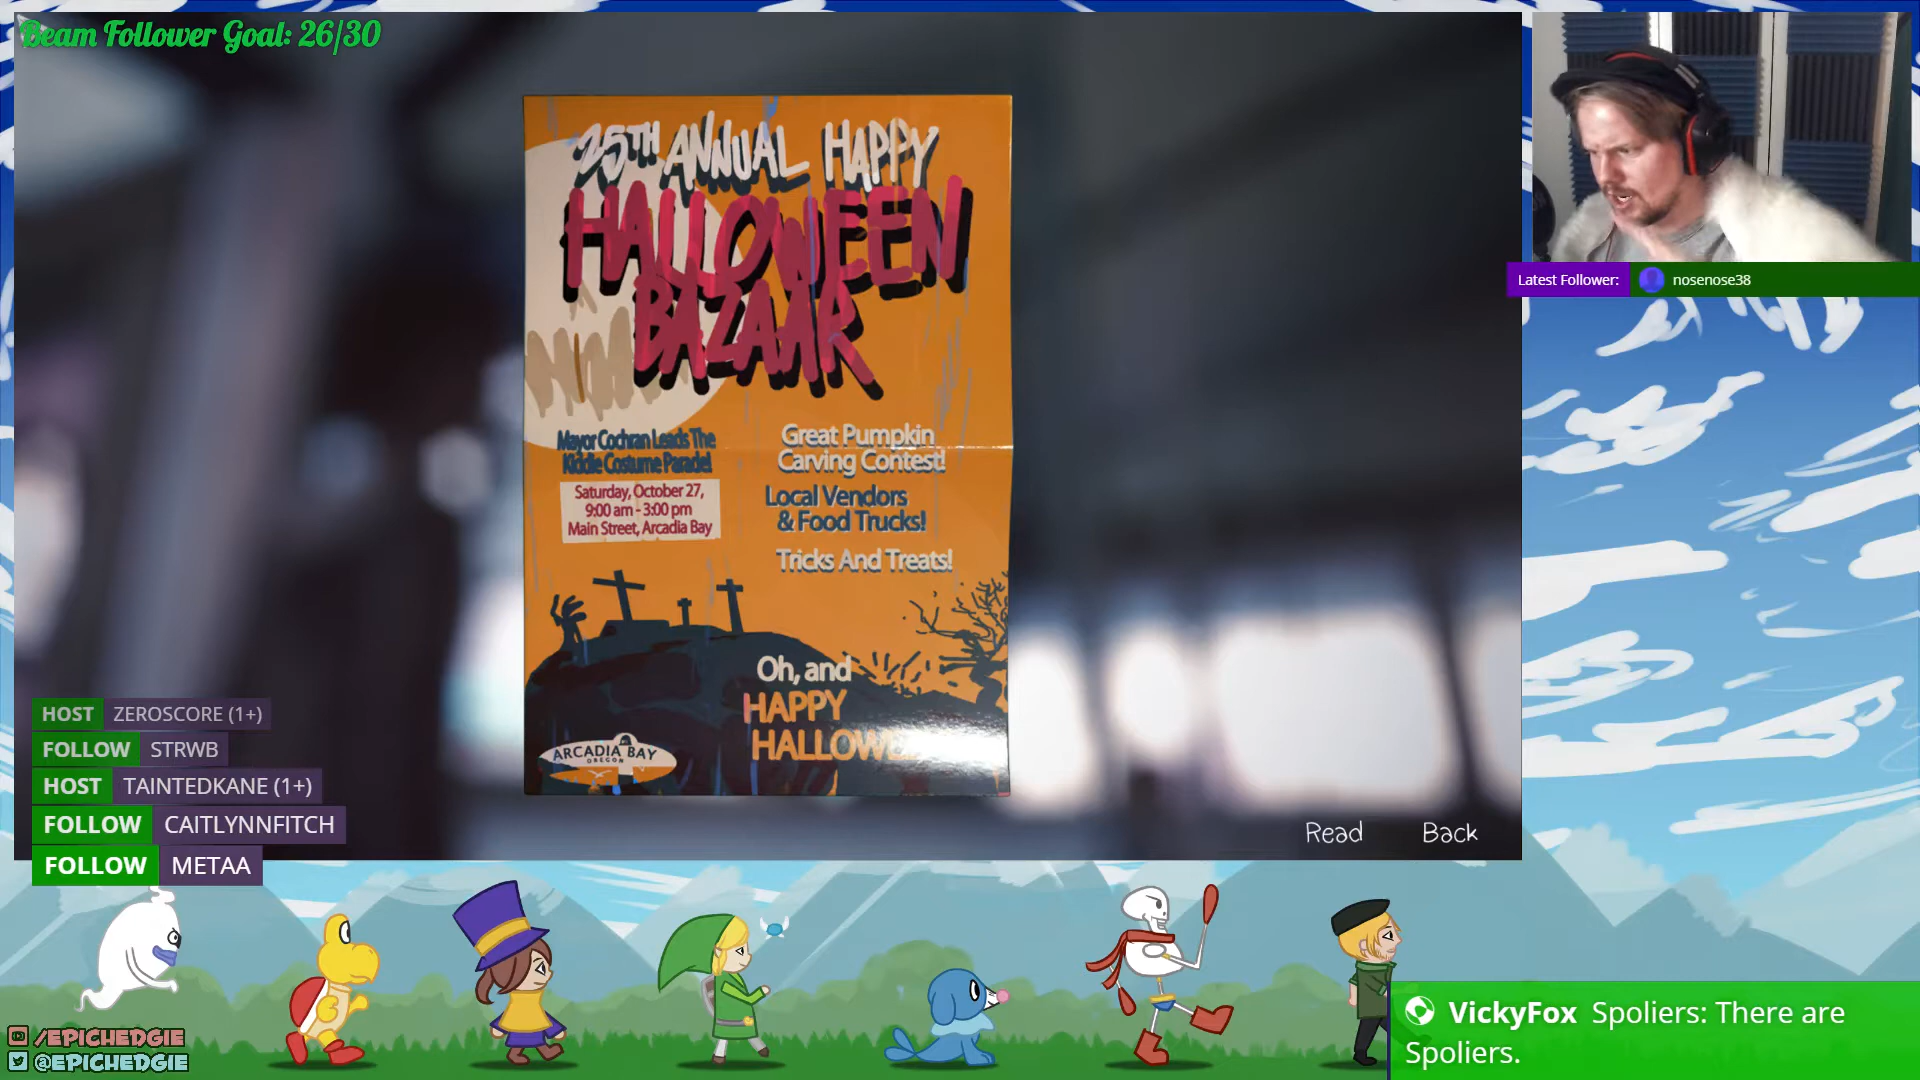 Beam Follower Goal: 26/30
25TH ANNUAL HAPPY
HALLOWEEN
BAZAAR
Mayor Cochran Leads The
Kiddie Costume Parade!
Saturday, October 27,
9:00 am - 3:00 pm
Main Street, Arcadia Bay
Great Pumpkin
Carving Contest!
Local Vendors
& Food Trucks!
Tricks And Treats!
Oh, and
HAPPY
HALLOWE
ARCADIA BAY
OREGON
Read Back
Latest Follower: nosenose38
HOST ZEROSCORE (1+)
FOLLOW STRWB
HOST TAINTEDKANE (1+)
FOLLOW CAITLYNNFITCH
FOLLOW METAA
/EPICHEDGIE
@EPICHEDGIE
VickyFox Spoliers: There are
Spoliers.